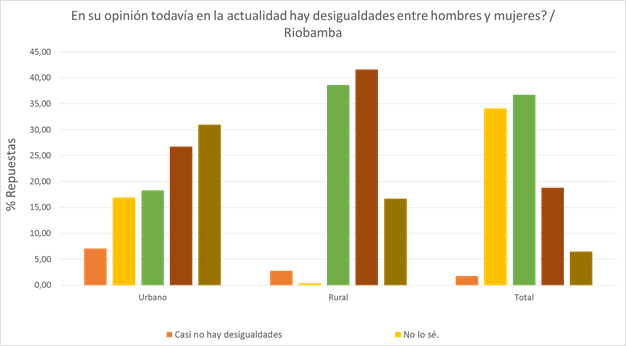 En su opinión todavía en la actualidad hay desigualdades entre hombres y mujeres? /
Riobamba
% Repuestas
45,00
40,00
35,00
30,00
25,00
20,00
15,00
10,00
5,00
0,00
Urbano Rural Total
Casi no hay desigualdades No lo sé.